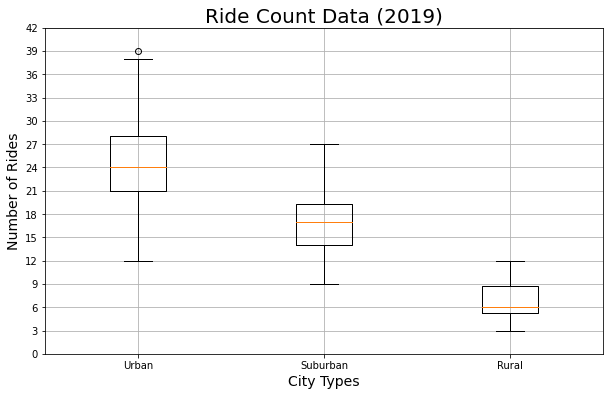 Ride Count Data (2019)
Number of Rides
42
39
36
33
30
27
24
21
18
15
12
9
6
3
0
Urban
Suburban
Rural
City Types